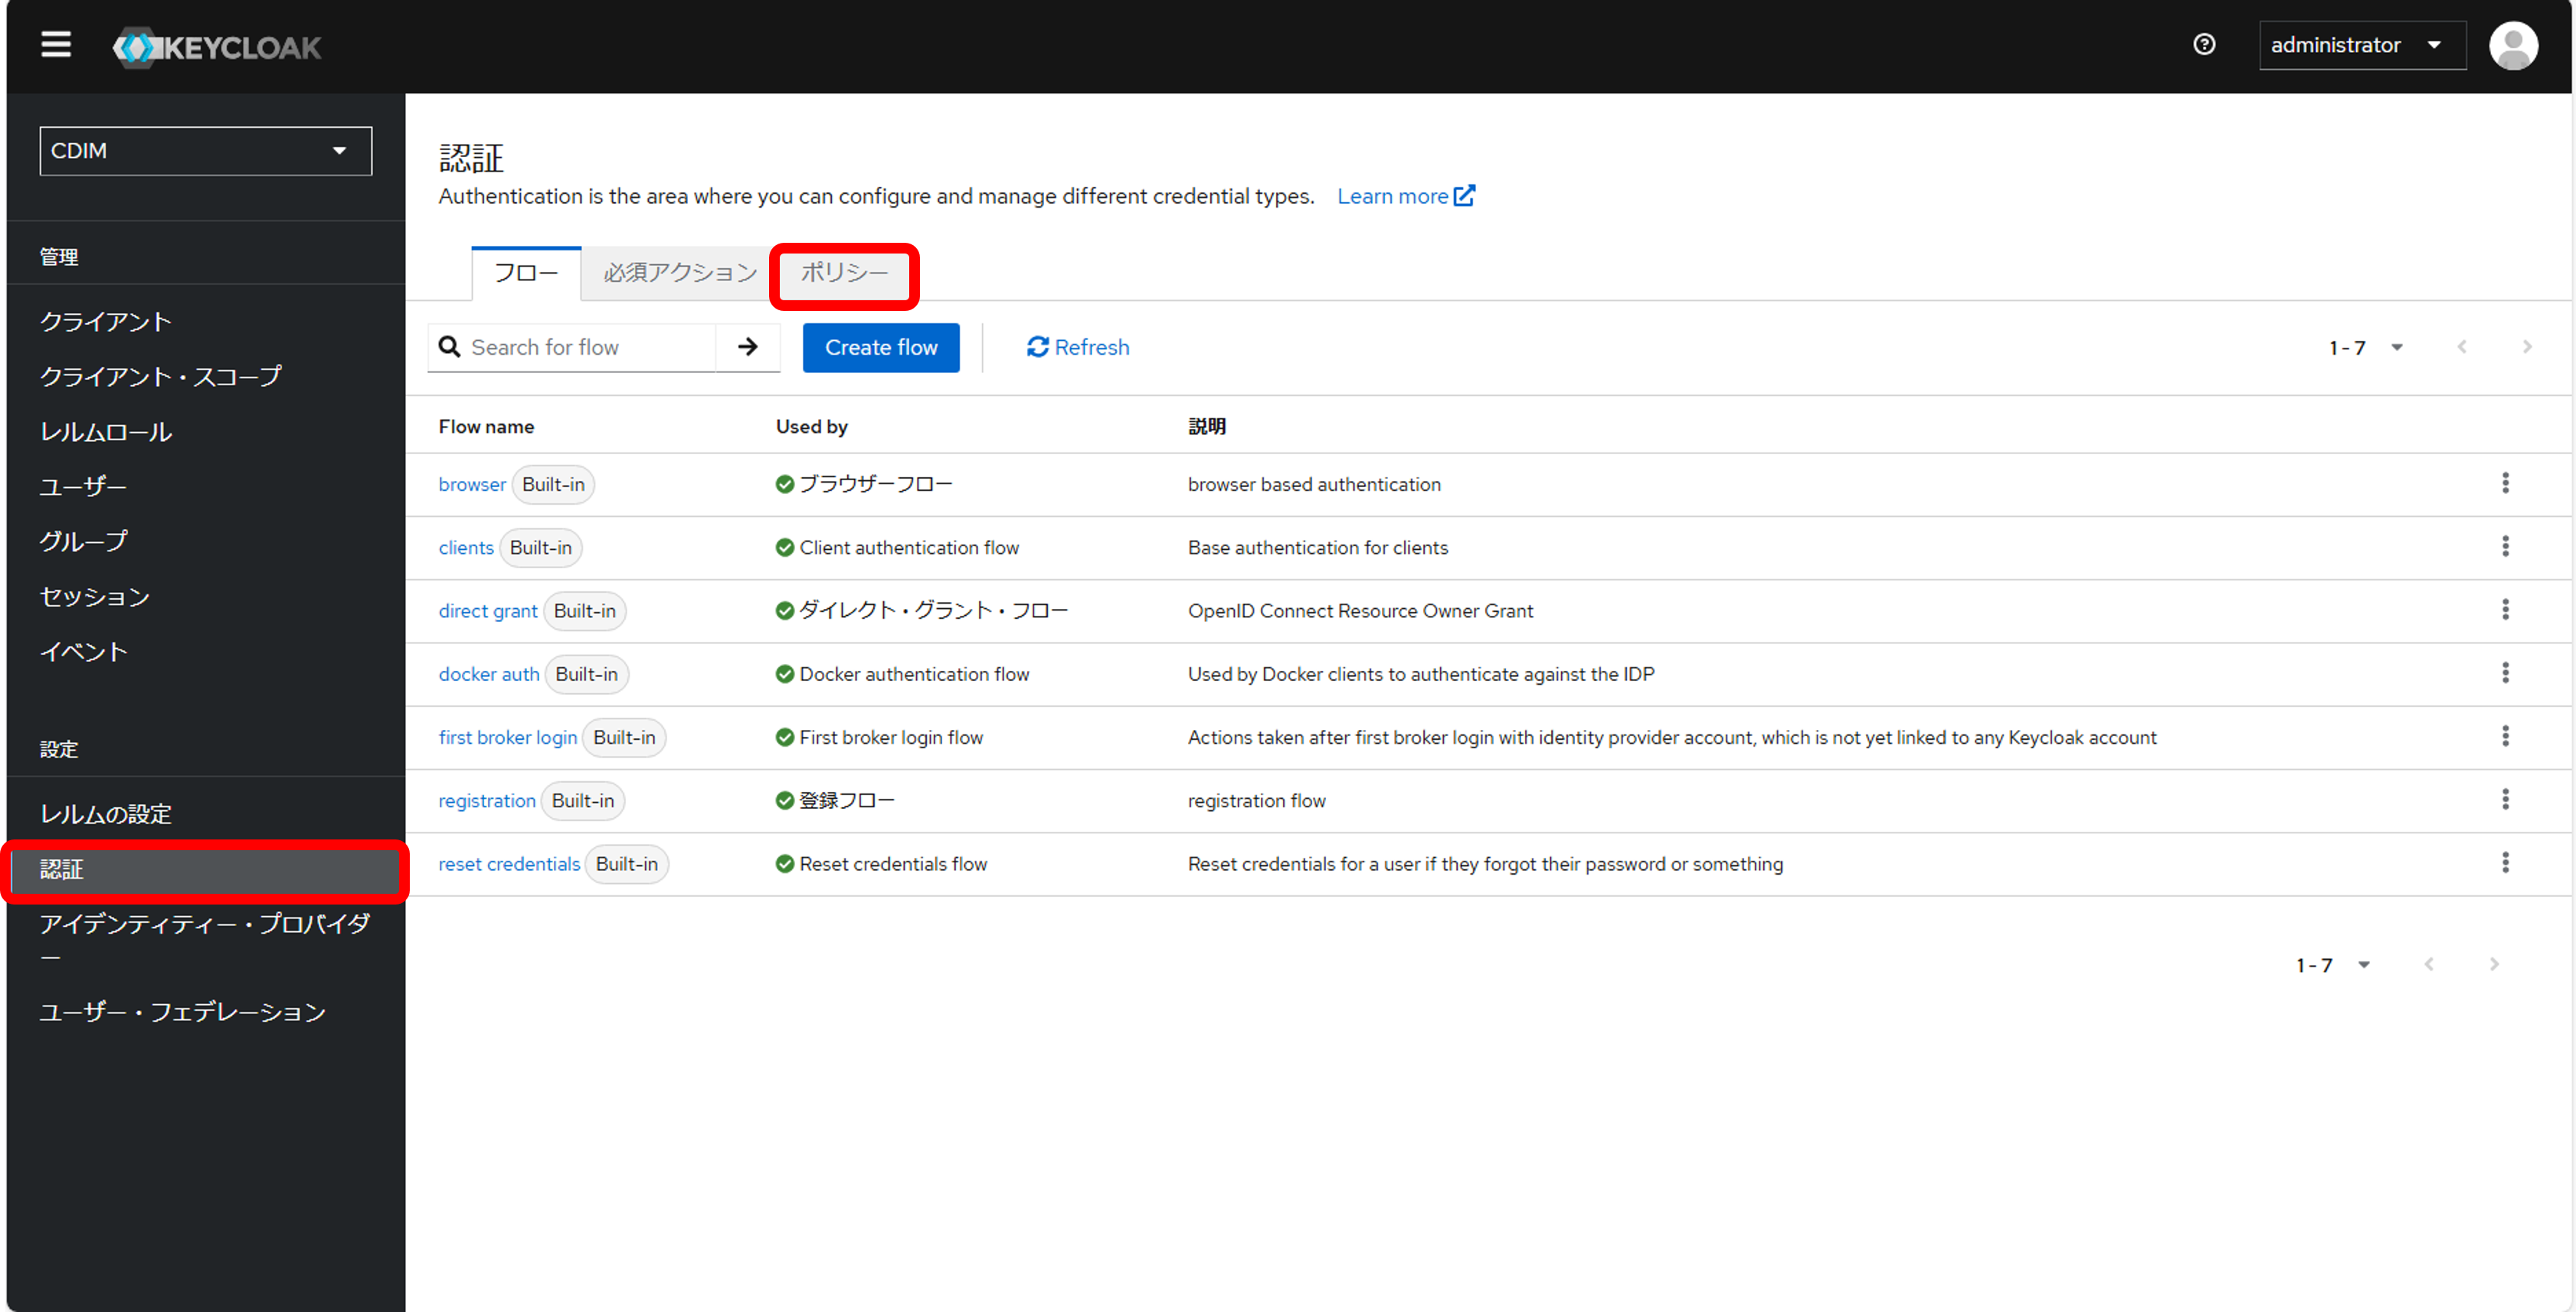 KEYCLOAK
administrator
CDIM
管理
クライアント
クライアント・スコープ
レルムロール
ユーザー
グループ
セッション
イベント
設定
レルムの設定
認証
アイデンティティー・プロバイダ
ー
ユーザー・フェデレーション
認証
Authentication is the area where you can configure and manage different credential types. Learn more
フロー 必須アクション ポリシー
Search for flow Create flow Refresh 1 - 7
Flow name Used by 説明
browser Built-in ブラウザーフロー browser based authentication
clients Built-in Client authentication flow Base authentication for clients
direct grant Built-in ダイレクト・グラント・フロー OpenID Connect Resource Owner Grant
docker auth Built-in Docker authentication flow Used by Docker clients to authenticate against the IDP
first broker login Built-in First broker login flow Actions taken after first broker login with identity provider account, which is not yet linked to any Keycloak account
registration Built-in 登録フロー registration flow
reset credentials Built-in Reset credentials flow Reset credentials for a user if they forgot their password or something
1 - 7